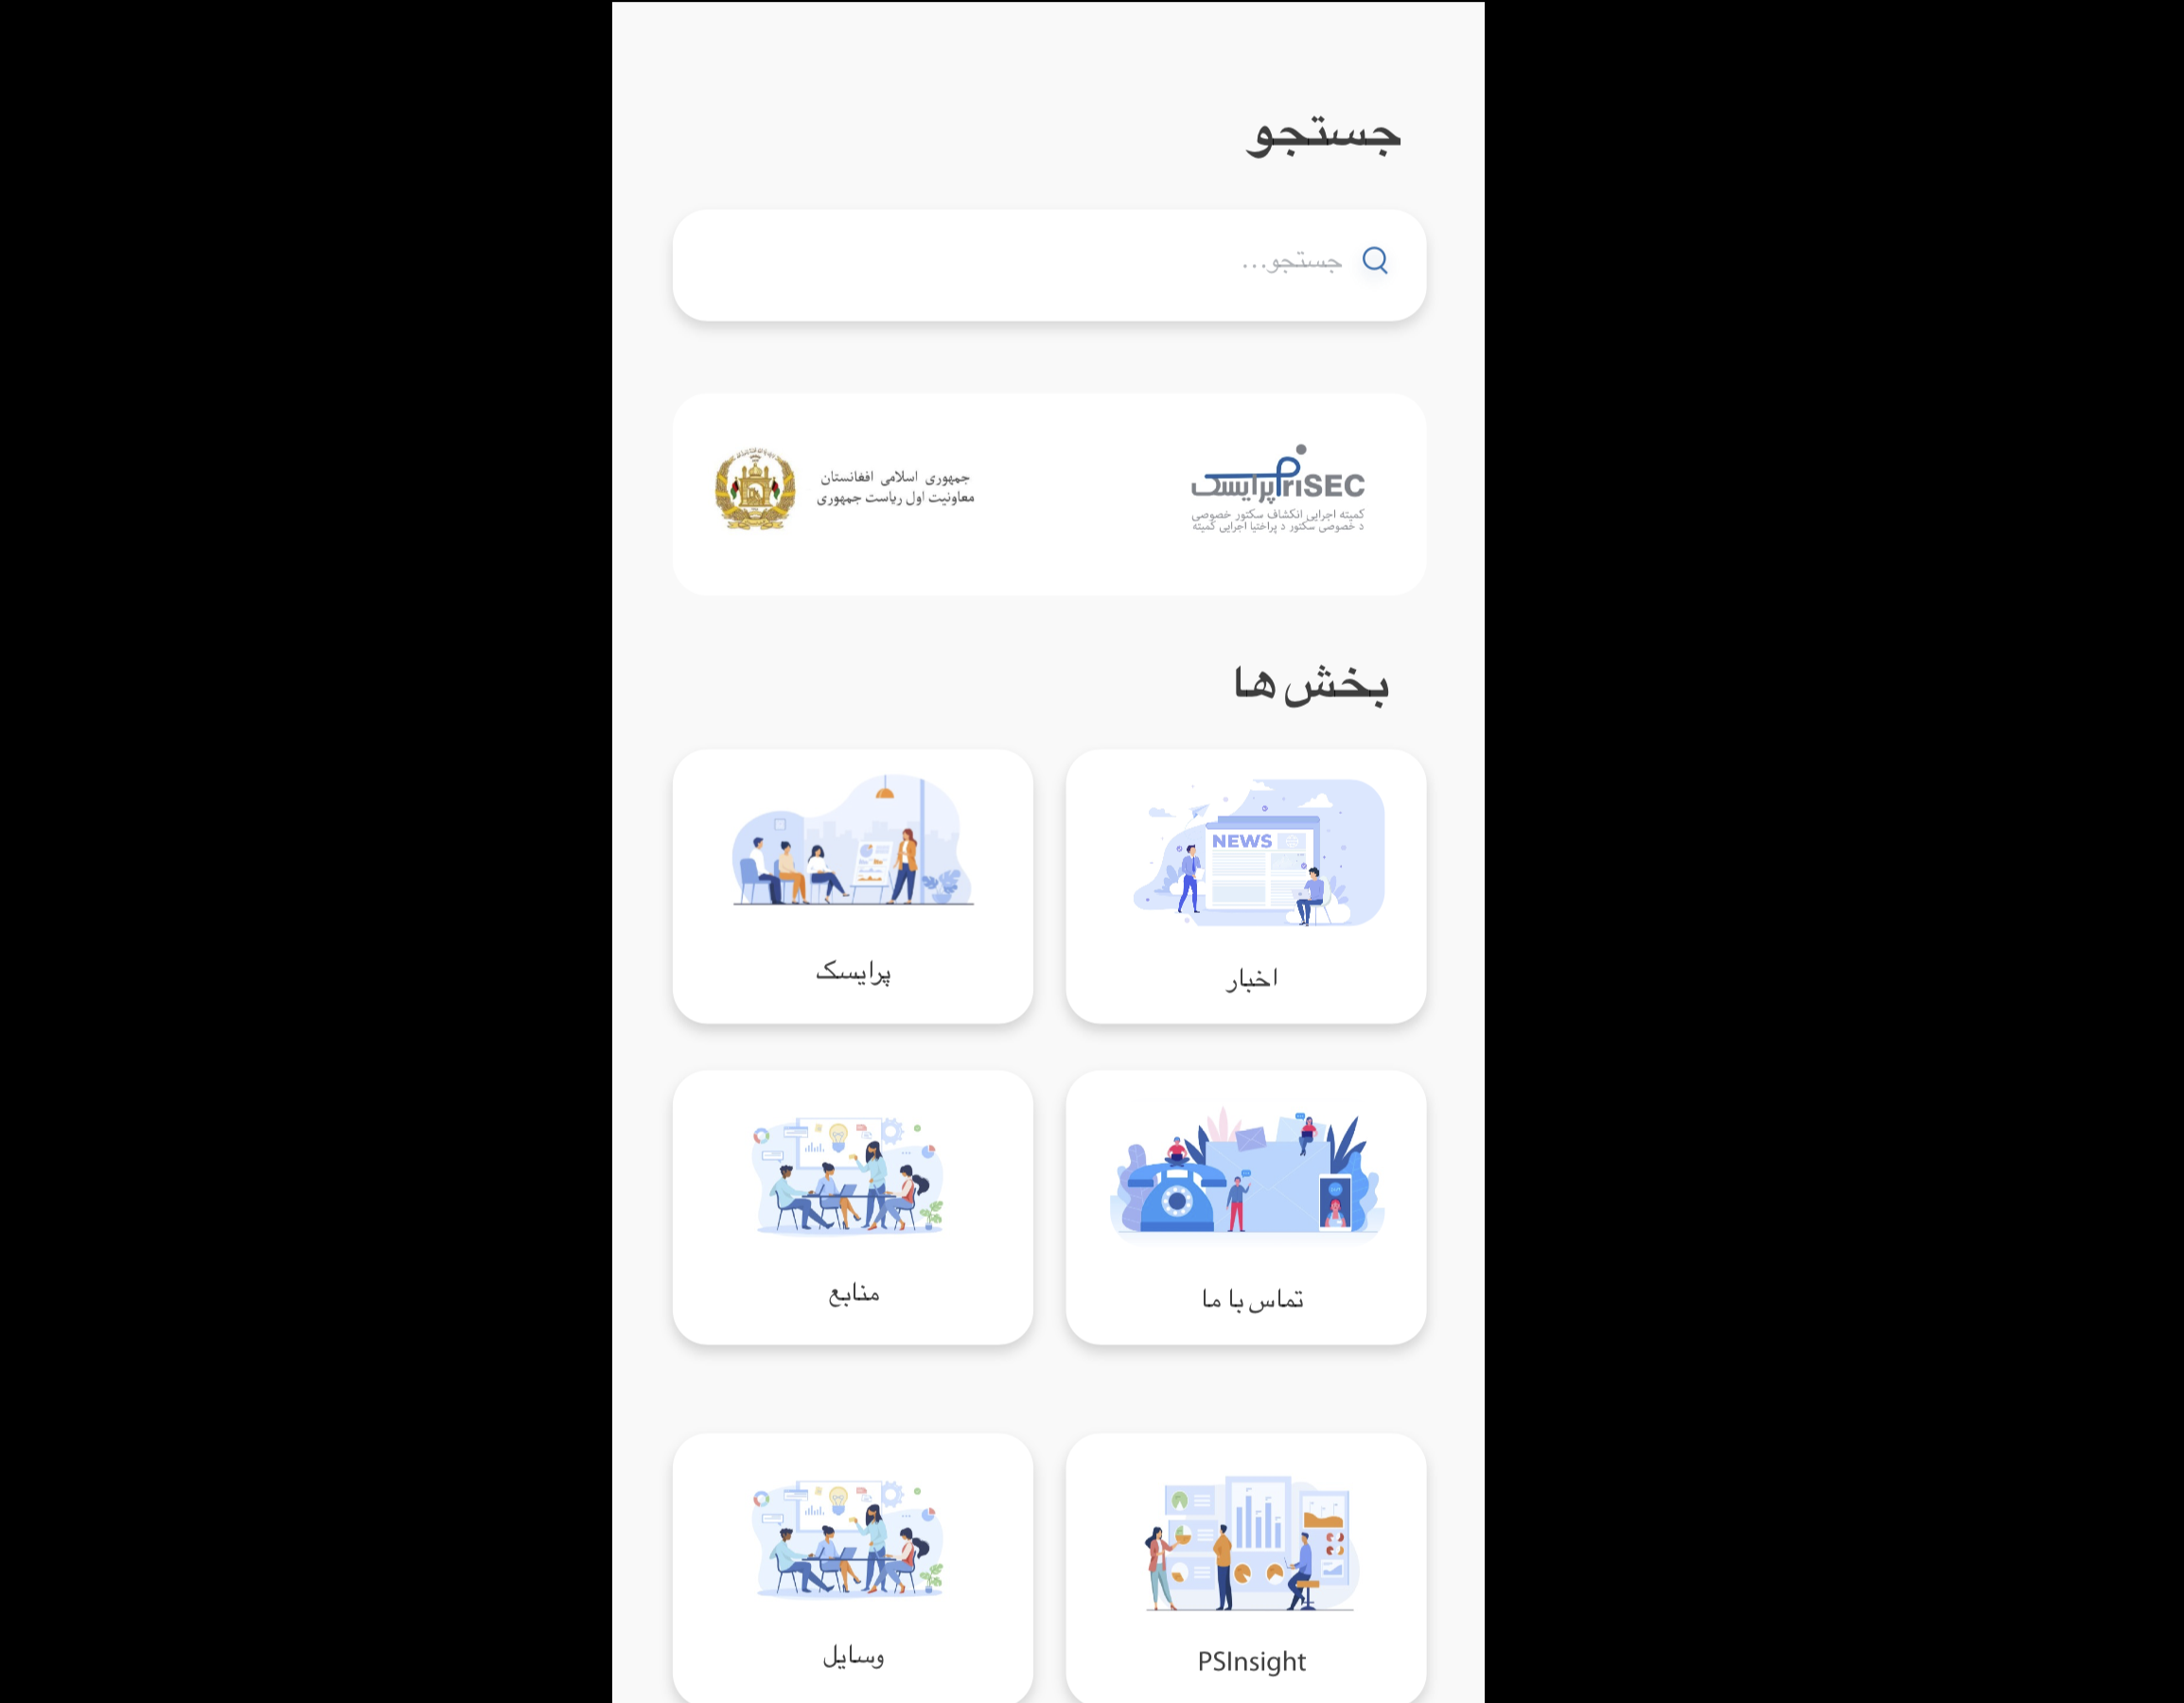 جستجو
جستجو...
PriSEC پرایسک
کمیته اجرایی انکشاف سکتور خصوصی
د خصوصی سکتور د پراختیا اجرایی کمیته
جمهوری اسلامی افغانستان
معاونیت اول ریاست جمهوری
بخش‌ها
NEWS
اخبار
پرایسک
تماس با ما
منابع
PSInsight
وسایل